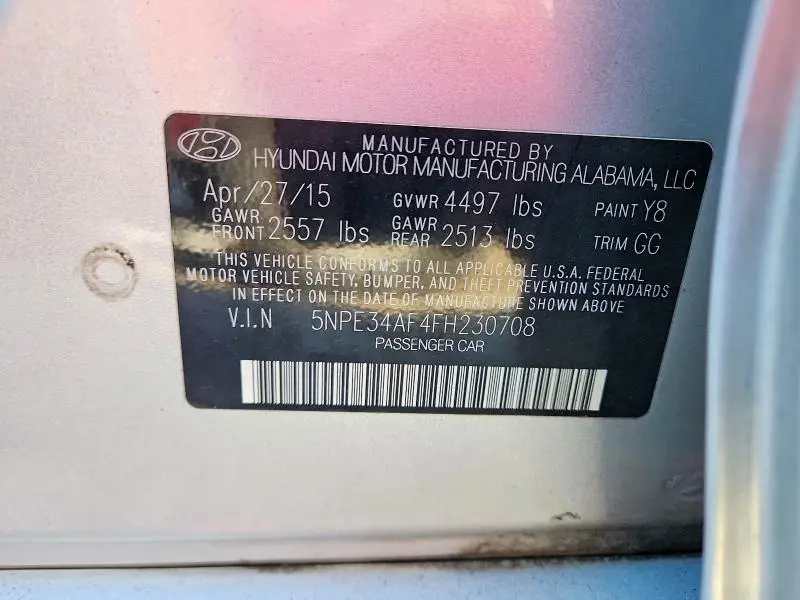 MANUFACTURED BY
HYUNDAI MOTOR MANUFACTURING ALABAMA, LLC
Apr/27/15 GVWR 4497 lbs PAINT Y8
GAWR FRONT 2557 lbs GAWR REAR 2513 lbs TRIM GG
THIS VEHICLE CONFORMS TO ALL APPLICABLE U.S.A. FEDERAL
MOTOR VEHICLE SAFETY, BUMPER, AND THEFT PREVENTION STANDARDS
IN EFFECT ON THE DATE OF MANUFACTURE SHOWN ABOVE
V.I.N 5NPE34AF4FH230708
PASSENGER CAR